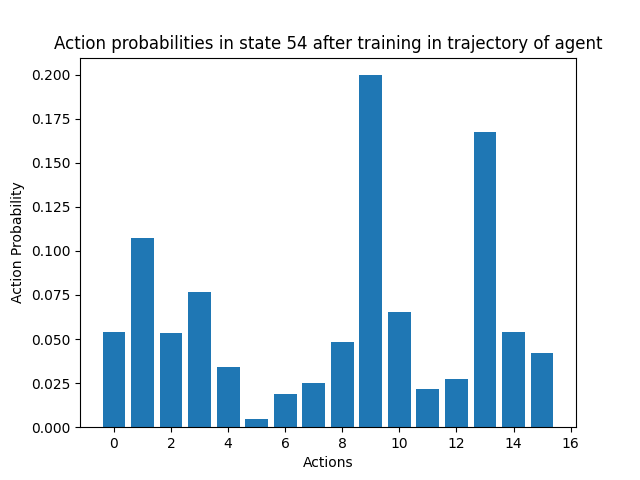 Action probabilities in state 54 after training in trajectory of agent
0.200
0.175
0.150
0.125
0.100
0.075
0.050
0.025
0.000
Action Probability
0 2 4 6 8 10 12 14 16
Actions